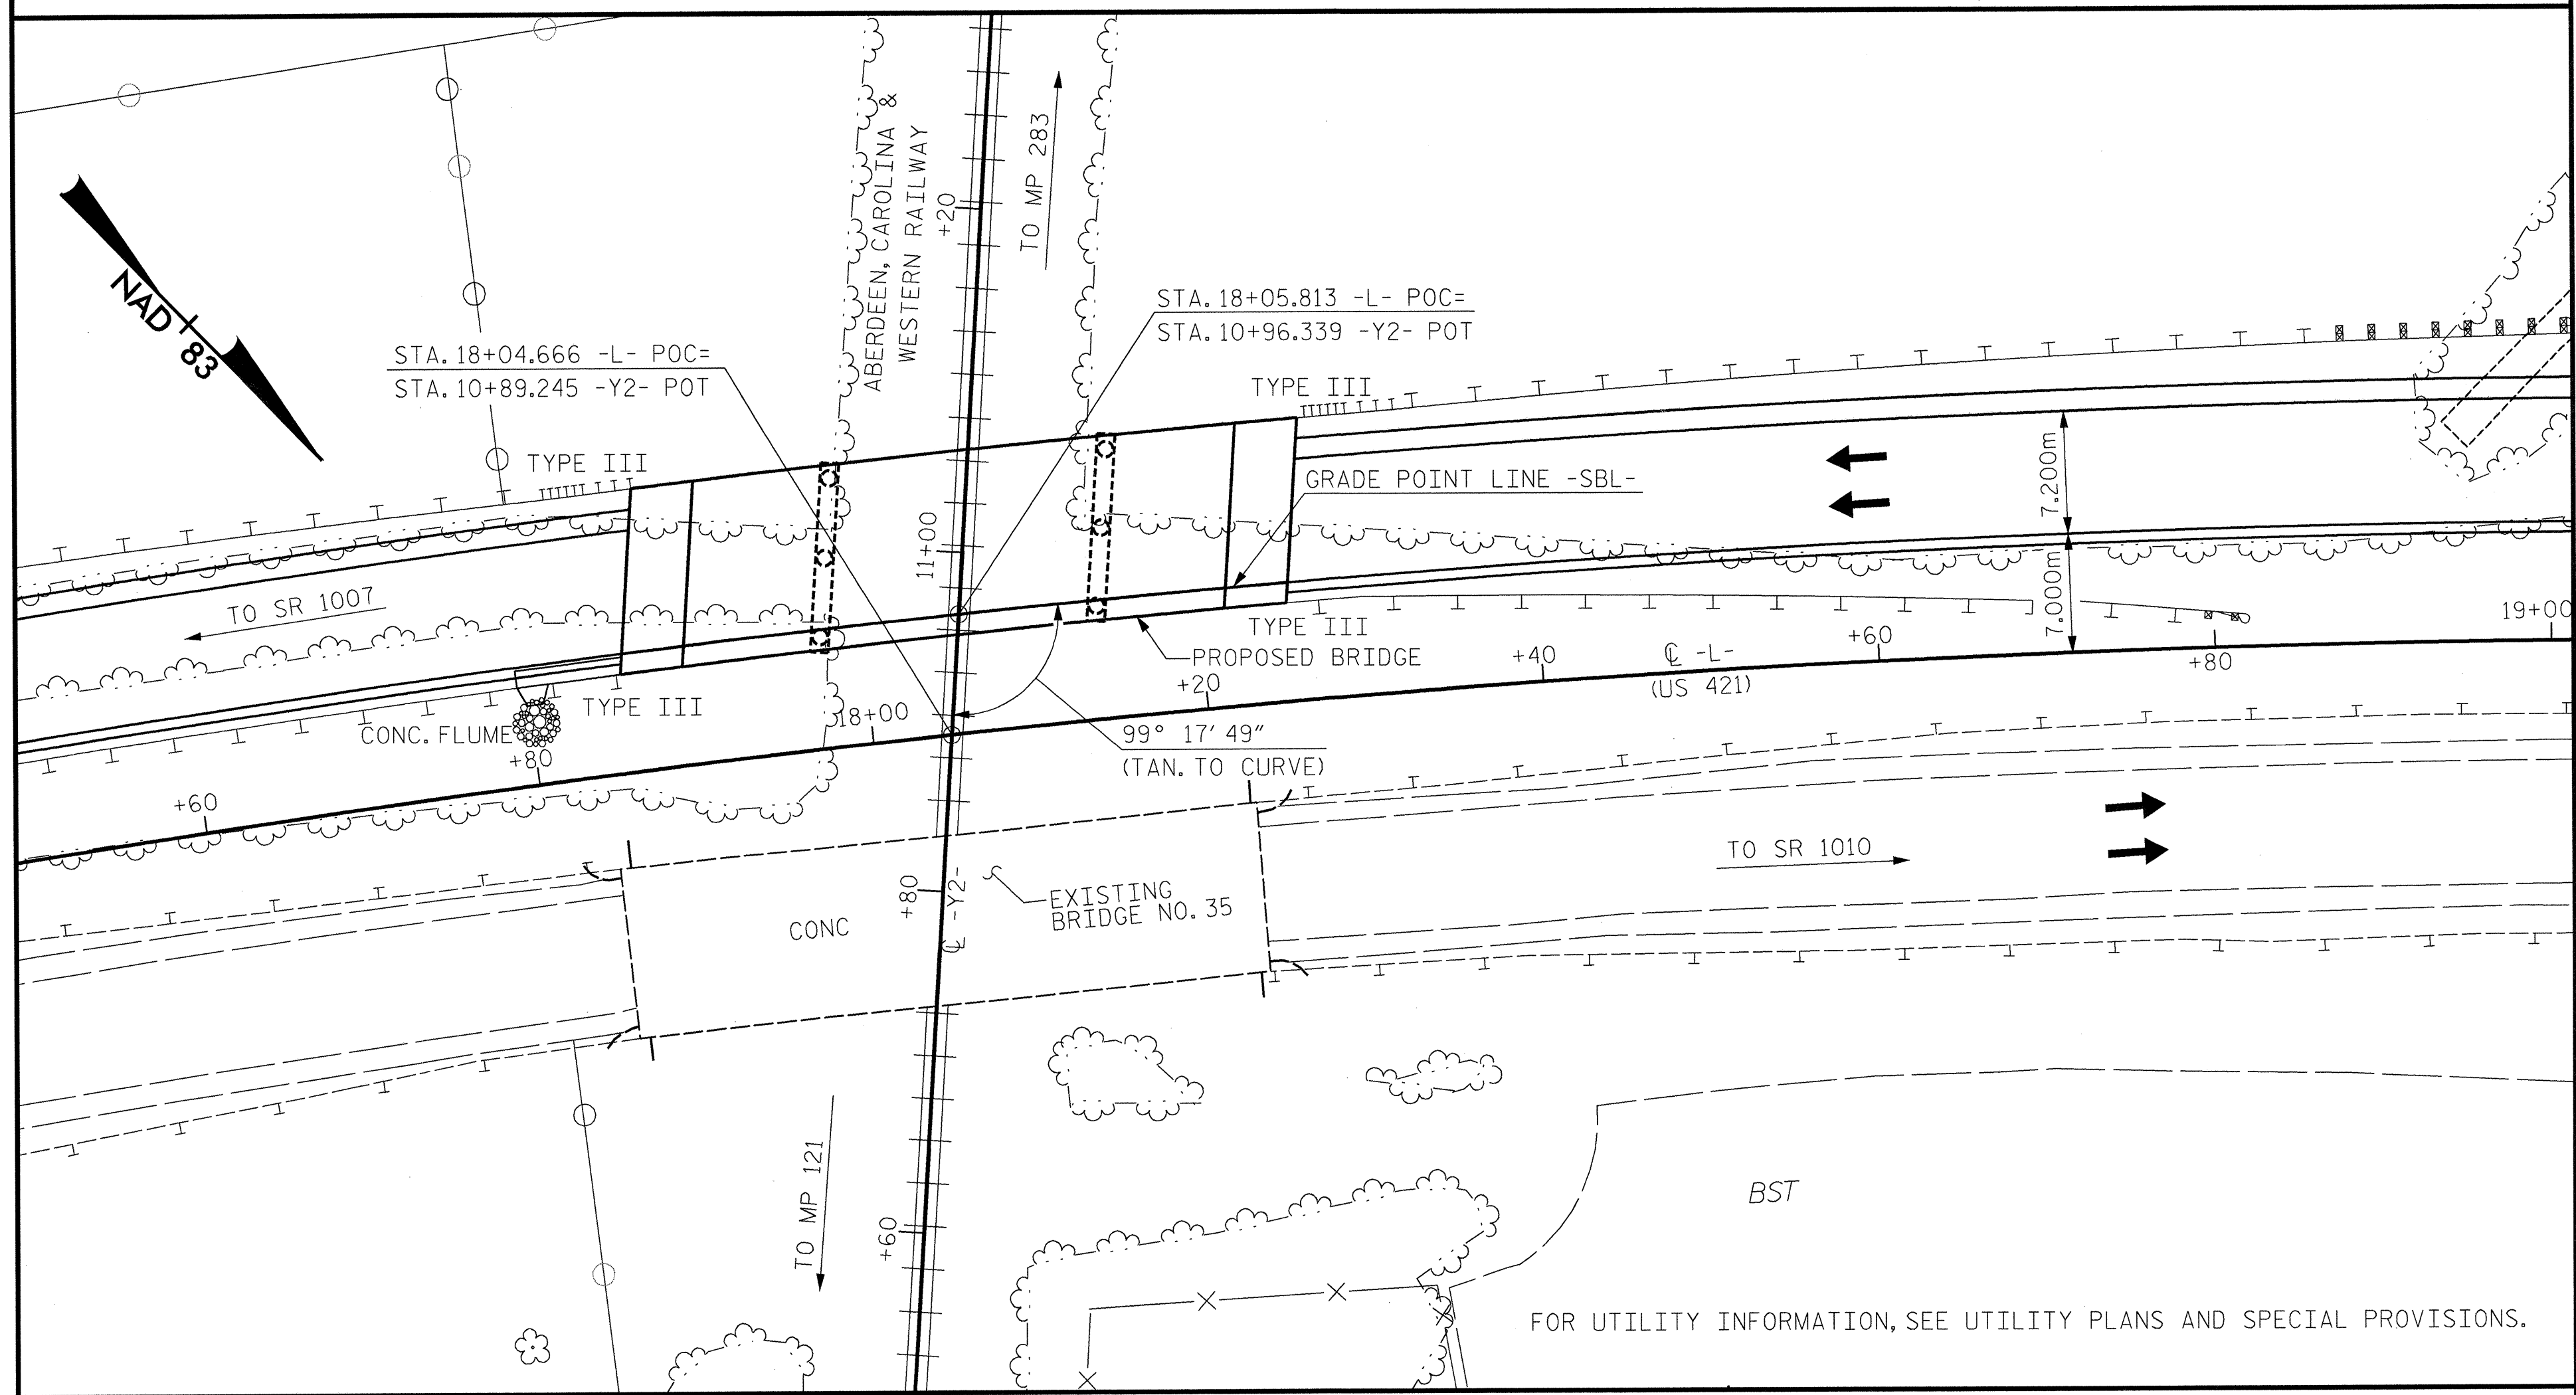 ABERDEEN, CAROLINA &
WESTERN RAILWAY
+20
TO MP 283
NAD 83
STA. 18+05.813 -L- POC=
STA. 10+96.339 -Y2- POT
STA. 18+04.666 -L- POC=
STA. 10+89.245 -Y2- POT
TYPE III
TYPE III
GRADE POINT LINE -SBL-
7.200m
11+00
TO SR 1007
7.000m
19+00
TYPE III
PROPOSED BRIDGE
+40
℄ -L-
(US 421)
+60
+80
+20
TYPE III
18+00
CONC. FLUME
+80
99° 17' 49"
(TAN. TO CURVE)
+60
TO SR 1010
+80
℄ -Y2-
EXISTING
BRIDGE NO. 35
CONC
TO MP 121
+60
BST
FOR UTILITY INFORMATION, SEE UTILITY PLANS AND SPECIAL PROVISIONS.